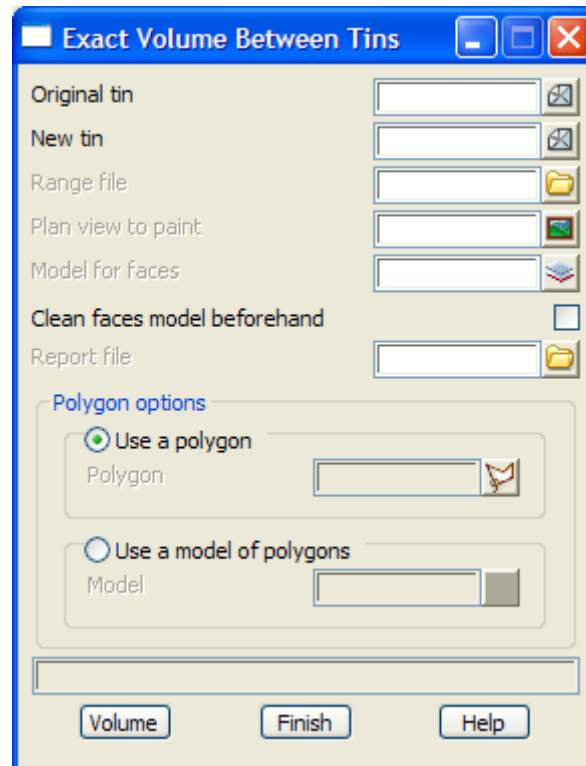 Exact Volume Between Tins
Original tin
New tin
Range file
Plan view to paint
Model for faces
Clean faces model beforehand
Report file
Polygon options
Use a polygon
Polygon
Use a model of polygons
Model
Volume Finish Help